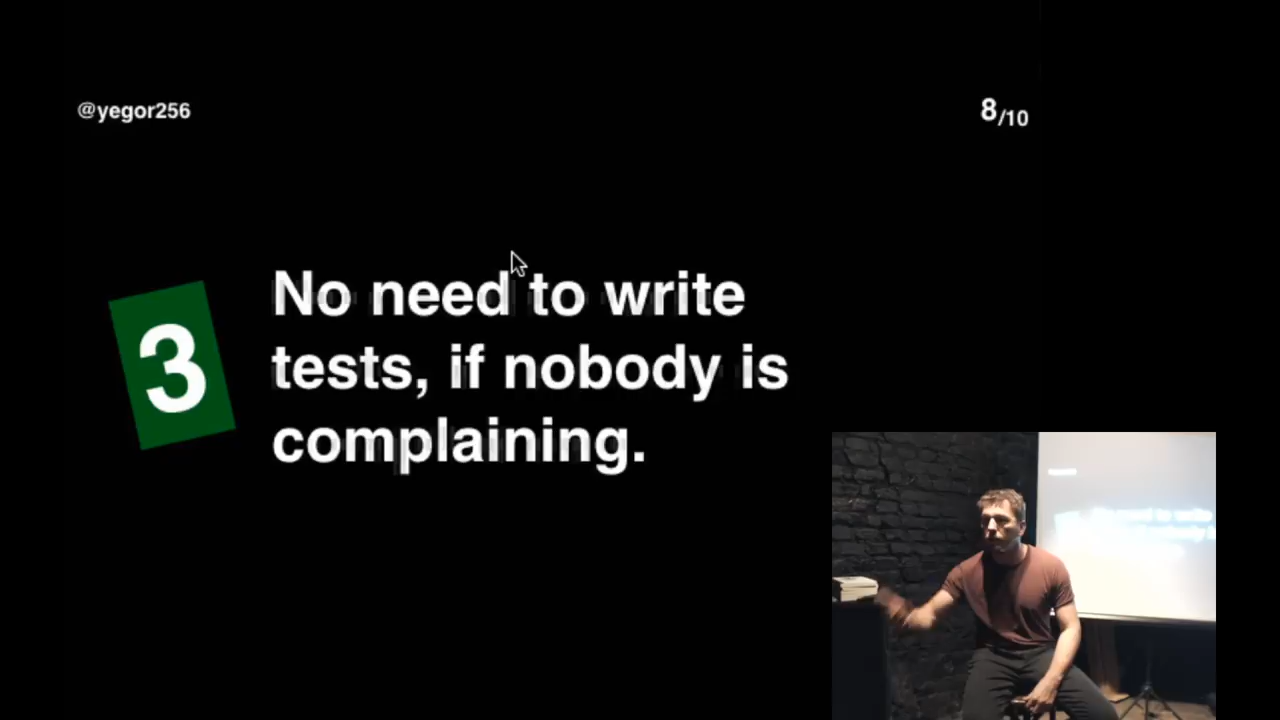 @yegor256
8/10
3
No need to write
tests, if nobody is
complaining.